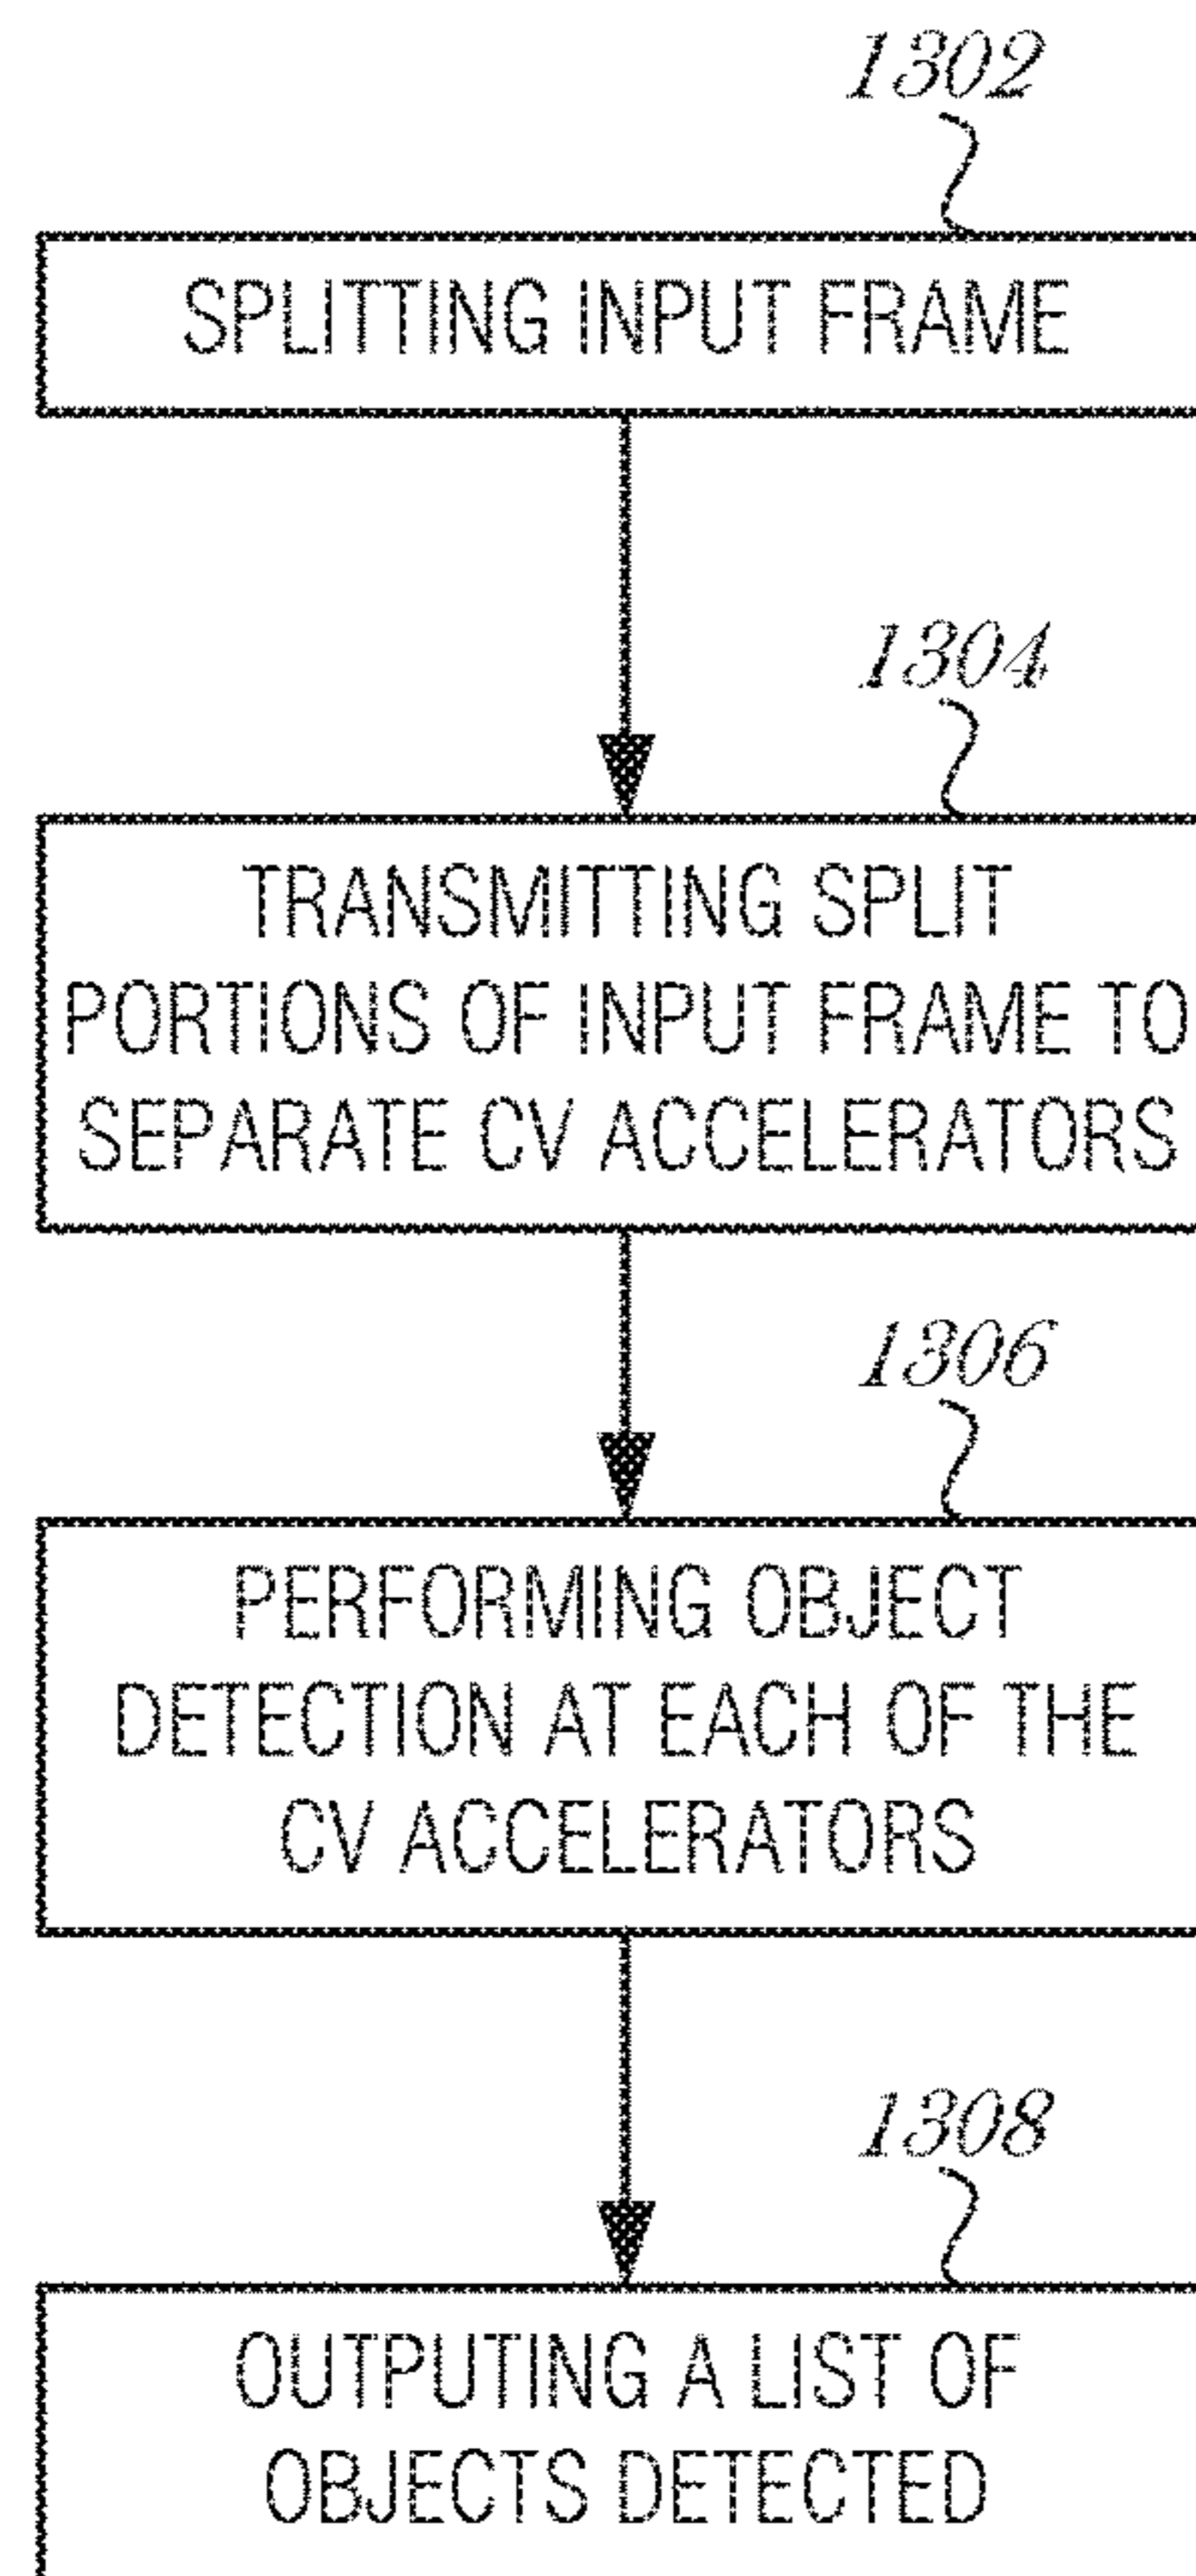 1302
SPLITTING INPUT FRAME
1304
TRANSMITTING SPLIT
PORTIONS OF INPUT FRAME TO
SEPARATE CV ACCELERATORS
1306
PERFORMING OBJECT
DETECTION AT EACH OF THE
CV ACCELERATORS
1308
OUTPUTING A LIST OF
OBJECTS DETECTED